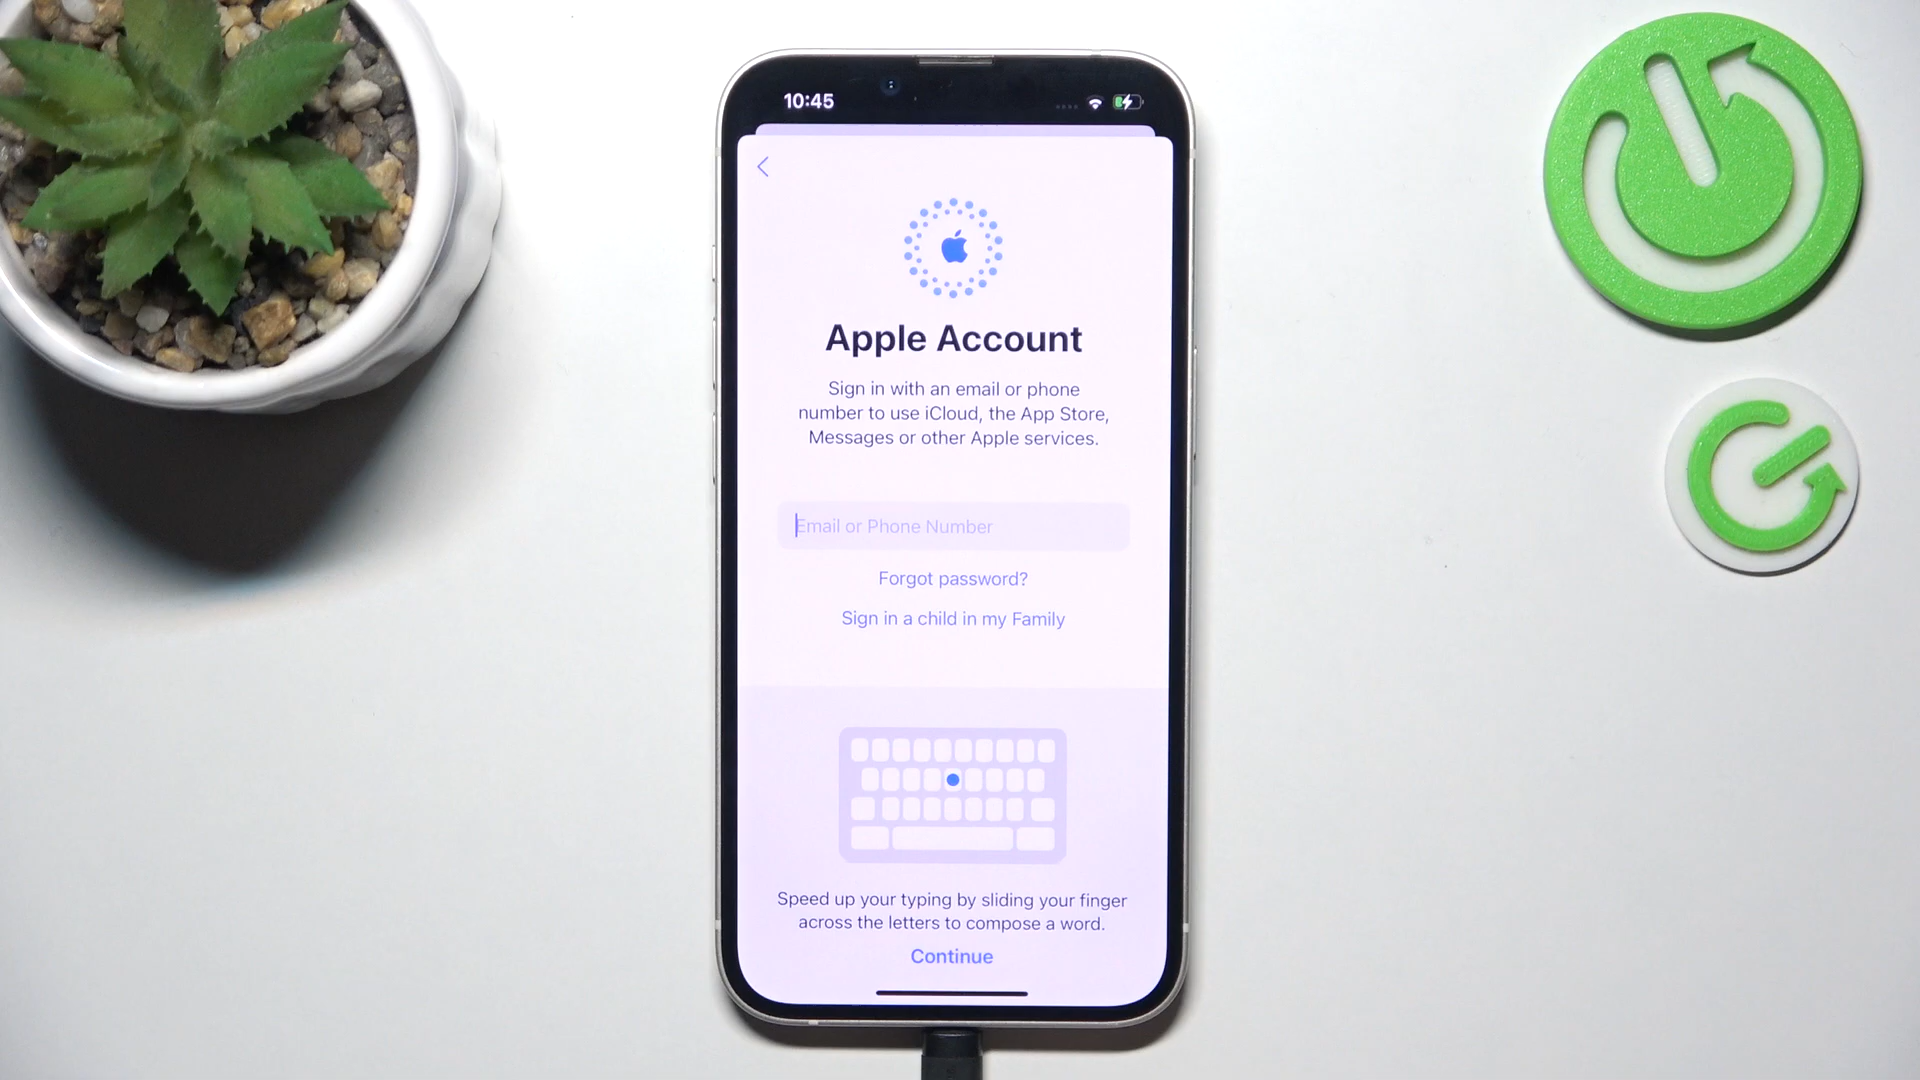 10:45
Apple Account
Sign in with an email or phone
number to use iCloud, the App Store,
Messages or other Apple services.
Email or Phone Number
Forgot password?
Sign in a child in my Family
Speed up your typing by sliding your finger
across the letters to compose a word.
Continue